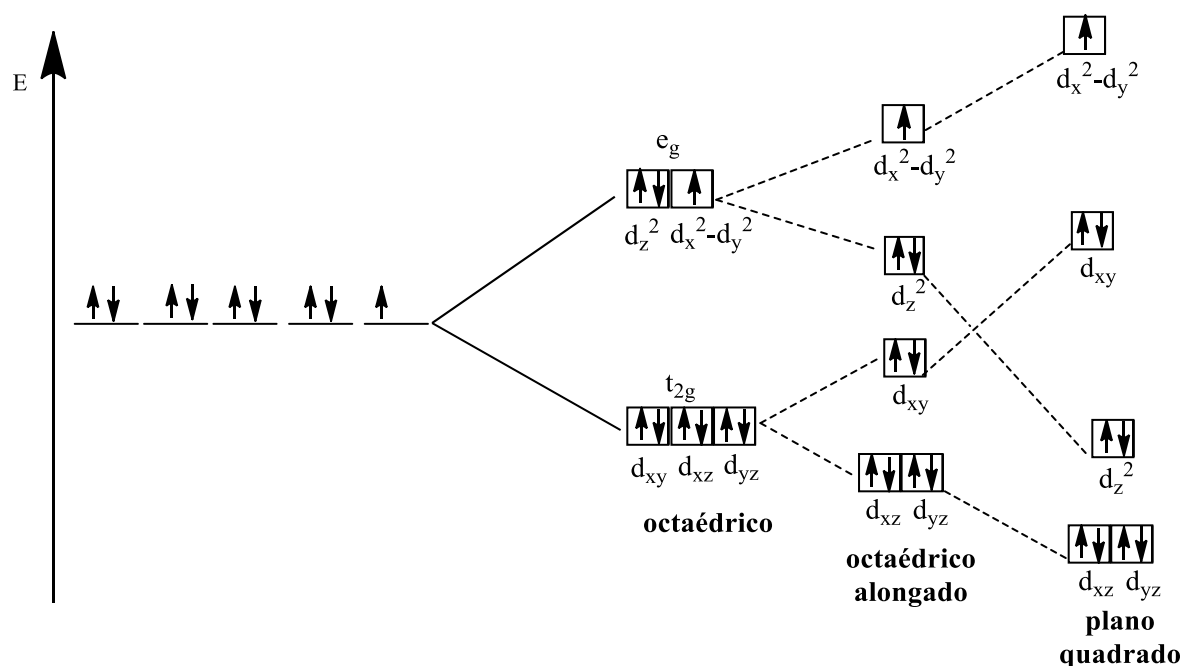 E
e_g
d_z^2 d_x^2-d_y^2
t_2g
d_xy d_xz d_yz
octaédrico
d_x^2-d_y^2
d_z^2
d_xy
d_xz d_yz
octaédrico
alongado
d_x^2-d_y^2
d_xy
d_z^2
d_xz d_yz
plano
quadrado